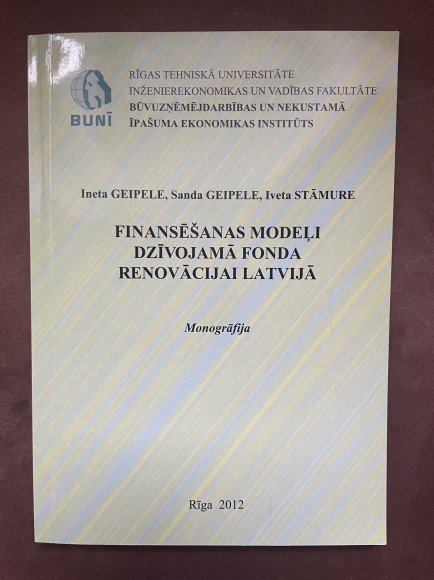 BUNĪ
RĪGAS TEHNISKĀ UNIVERSITĀTE
INŽENIEREKONOMIKAS UN VADĪBAS FAKULTĀTE
BŪVUZŅĒMĒJDARBĪBAS UN NEKUSTAMĀ
ĪPAŠUMA EKONOMIKAS INSTITŪTS
Ineta GEIPELE, Sanda GEIPELE, Iveta STĀMURE
FINANSĒŠANAS MODEĻI
DZĪVOJAMĀ FONDA
RENOVĀCIJAI LATVIJĀ
Monogrāfija
Rīga 2012